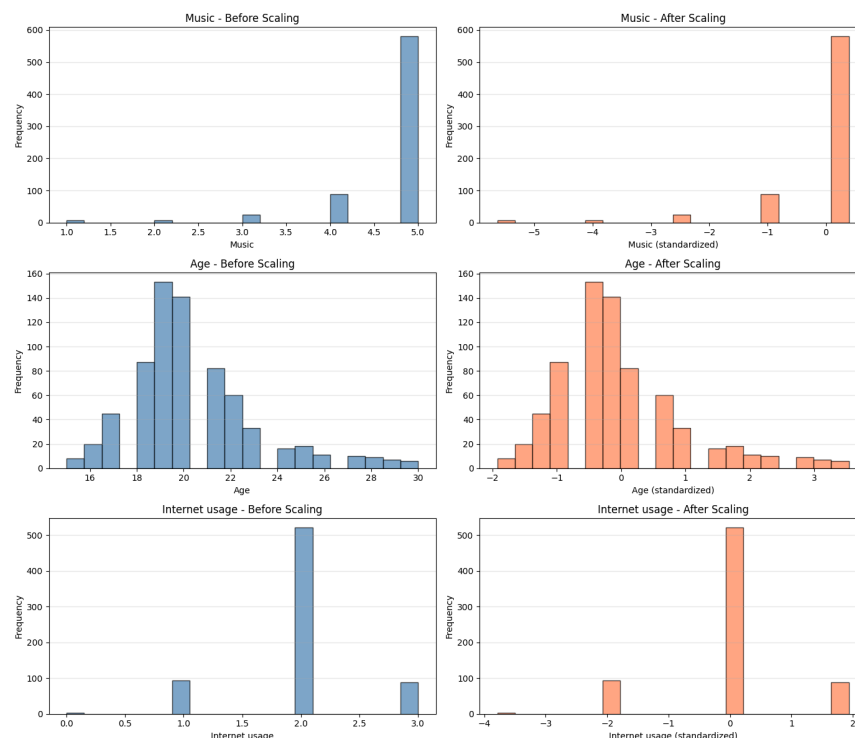 Music - Before Scaling
600
500
400
300
200
100
0
Frequency
1.0 1.5 2.0 2.5 3.0 3.5 4.0 4.5 5.0
Music
Music - After Scaling
600
500
400
300
200
100
0
Frequency
−5 −4 −3 −2 −1 0
Music (standardized)
Age - Before Scaling
160
140
120
100
80
60
40
20
0
Frequency
16 18 20 22 24 26 28 30
Age
Age - After Scaling
160
140
120
100
80
60
40
20
0
Frequency
−2 −1 0 1 2 3
Age (standardized)
Internet usage - Before Scaling
500
400
300
200
100
0
Frequency
0.0 0.5 1.0 1.5 2.0 2.5 3.0
Internet usage
Internet usage - After Scaling
500
400
300
200
100
0
Frequency
−4 −3 −2 −1 0 1 2
Internet usage (standardized)